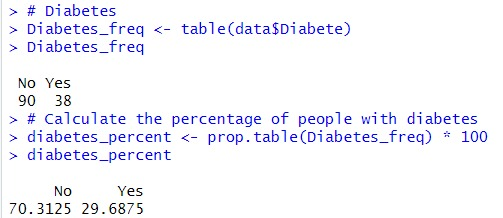 > # Diabetes
> Diabetes_freq <- table(data$Diabete)
> Diabetes_freq
No Yes
90 38
> # Calculate the percentage of people with diabetes
> diabetes_percent <- prop.table(Diabetes_freq) * 100
> diabetes_percent
No Yes
70.3125 29.6875